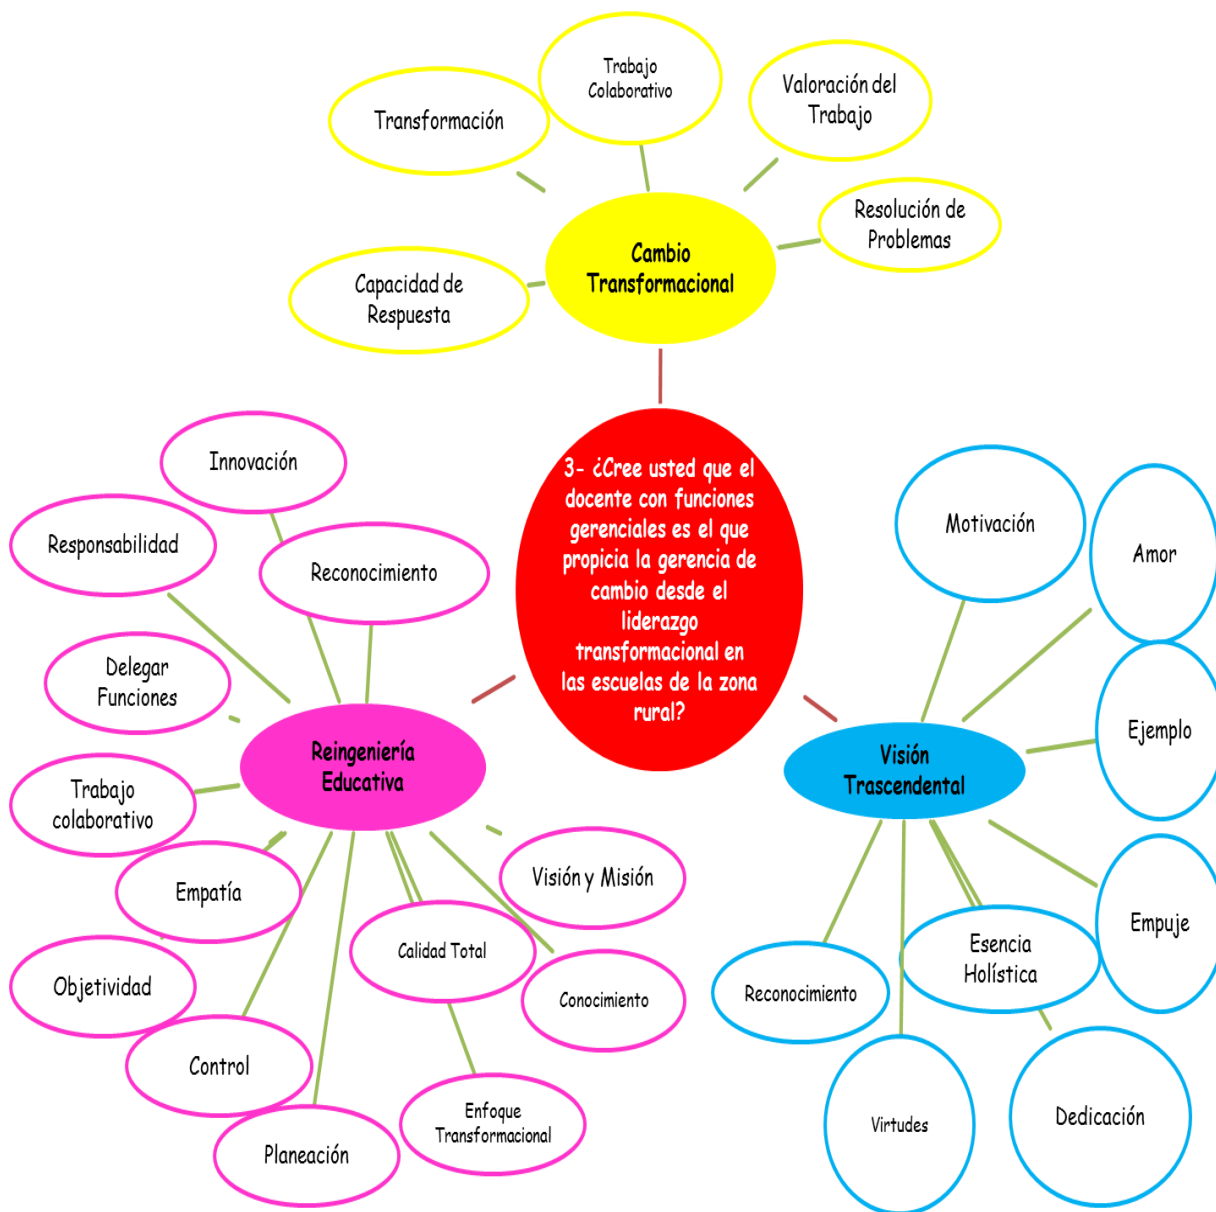 Trabajo
Colaborativo
Valoración del
Trabajo
Transformación
Resolución de
Problemas
Cambio
Transformacional
Capacidad de
Respuesta
3- ¿Cree usted que el
docente con funciones
gerenciales es el que
propicia la gerencia de
cambio desde el
liderazgo
transformacional en
las escuelas de la zona
rural?
Innovación
Responsabilidad
Reconocimiento
Delegar
Funciones
Reingeniería
Educativa
Trabajo
colaborativo
Empatía
Visión y Misión
Objetividad
Calidad Total
Conocimiento
Control
Enfoque
Transformacional
Planeación
Motivación
Amor
Ejemplo
Visión
Trascendental
Empuje
Esencia
Holística
Reconocimiento
Virtudes
Dedicación